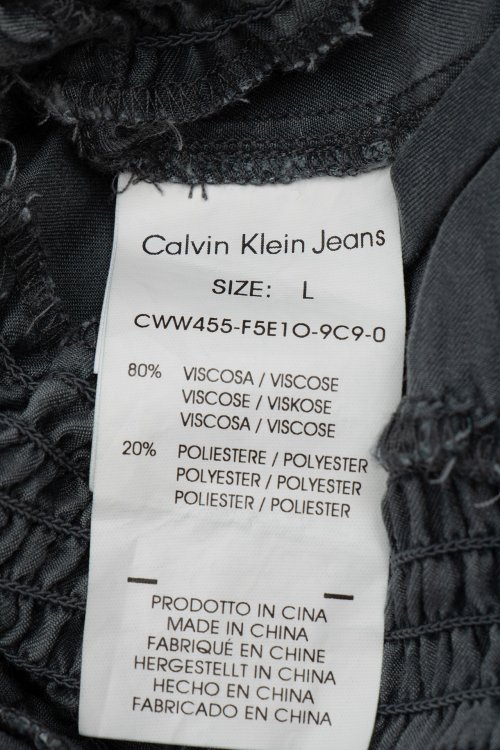 Calvin Klein Jeans
SIZE: L
CWW455-F5E1O-9C9-0
80% VISCOSA / VISCOSE
VISCOSE / VISKOSE
VISCOSA / VISCOSE
20% POLIESTERE / POLYESTER
POLYESTER / POLYESTER
POLIESTER / POLIESTER
PRODOTTO IN CINA
MADE IN CHINA
FABRIQUÉ EN CHINE
HERGESTELLT IN CHINA
HECHO EN CHINA
FABRICADO EN CHINA